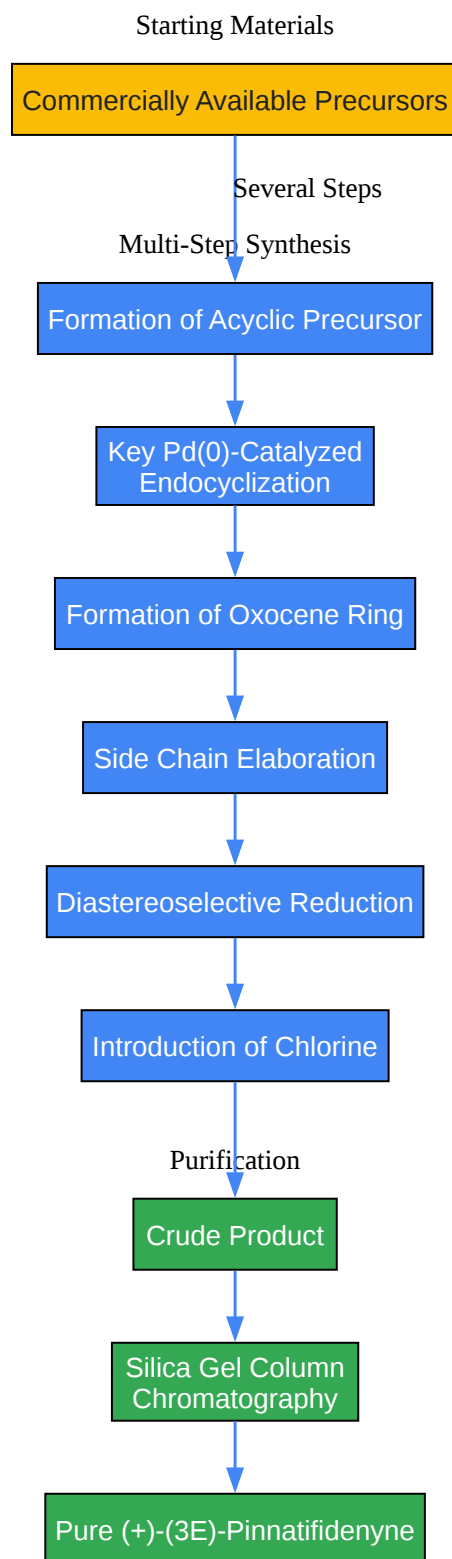 Starting Materials
Commercially Available Precursors
Several Steps
Multi-Step Synthesis
Formation of Acyclic Precursor
Key Pd(0)-Catalyzed
Endocyclization
Formation of Oxocene Ring
Side Chain Elaboration
Diastereoselective Reduction
Introduction of Chlorine
Purification
Crude Product
Silica Gel Column
Chromatography
Pure (+)-(3E)-Pinnatifidenyne